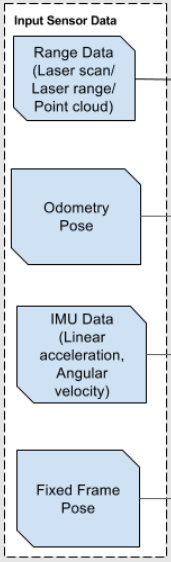 Input Sensor Data
Range Data
(Laser scan/
Laser range/
Point cloud)
Odometry
Pose
IMU Data
(Linear
acceleration,
Angular
velocity)
Fixed Frame
Pose